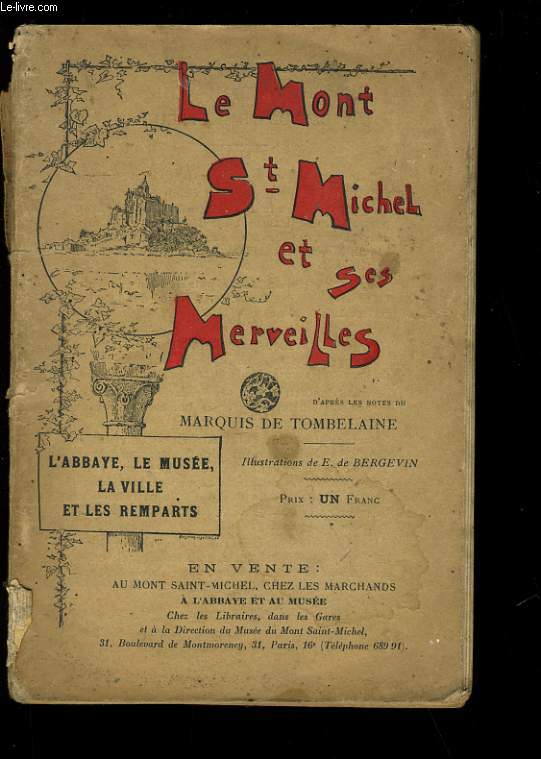 Le-livre.com
Le Mont
St. Michel
et ses
Merveilles
D'APRÈS LES NOTES DU
MARQUIS DE TOMBELAINE
Illustrations de E. de BERGEVIN
PRIX : UN FRANC
L'ABBAYE, LE MUSÉE,
LA VILLE
ET LES REMPARTS
EN VENTE :
AU MONT SAINT-MICHEL, CHEZ LES MARCHANDS
À L'ABBAYE ET AU MUSÉE
Chez les Libraires, dans les Gares
et à la Direction du Musée du Mont Saint-Michel,
31, Boulevard de Montmorency, 31, Paris, 16e (Téléphone 689 91).
Le-livre.com